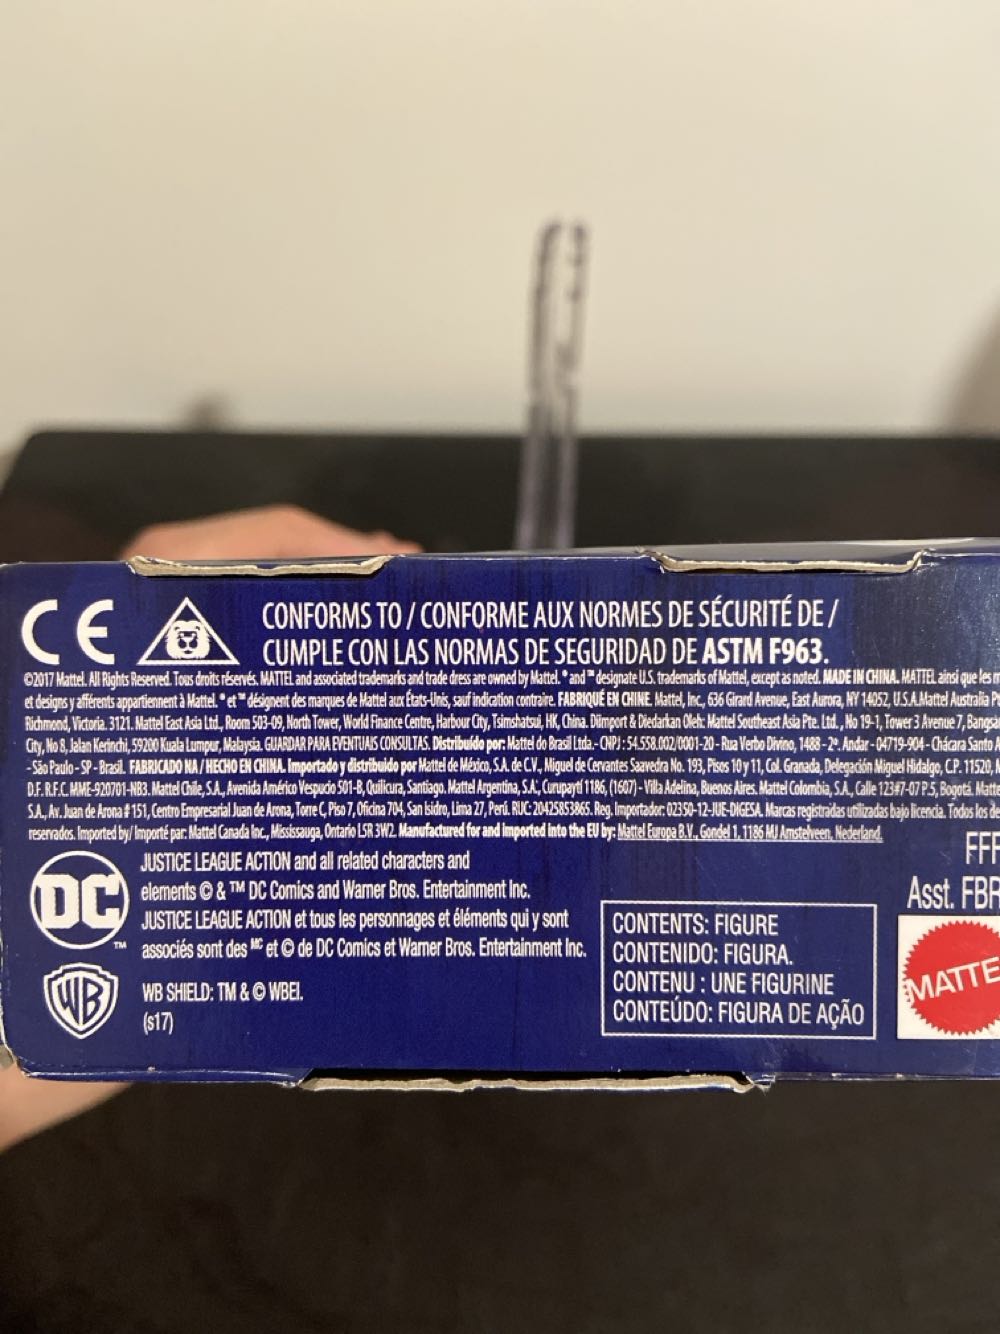 CE
CONFORMS TO / CONFORME AUX NORMES DE SÉCURITÉ DE /
CUMPLE CON LAS NORMAS DE SEGURIDAD DE ASTM F963.
©2017 Mattel. All Rights Reserved. Tous droits réservés. MATTEL and associated trademarks and trade dress are owned by Mattel. ® and ™ designate U.S. trademarks of Mattel, except as noted. MADE IN CHINA. MATTEL ainsi que les
et designs y afférents appartiennent à Mattel. ® et ™ désignent des marques de Mattel aux États-Unis, sauf indication contraire. FABRIQUÉ EN CHINE. Mattel, Inc., 636 Girard Avenue, East Aurora, NY 14052, U.S.A. Mattel Australia
Richmond, Victoria. 3121. Mattel East Asia Ltd., Room 503-09, North Tower, World Finance Centre, Harbour City, Tsimshatsui, HK, China. Diimport & Diedarkan Oleh: Mattel Southeast Asia Pte. Ltd., No 19-1, Tower 3 Avenue 7,
City, No 8, Jalan Kerinchi, 59200 Kuala Lumpur, Malaysia. GUARDAR PARA EVENTUAIS CONSULTAS. Distribuído por: Mattel do Brasil Ltda.- CNPJ: 54.558.002/0001-20 - Rua Verbo Divino, 1488 - 2º. Andar - 04719-904 - Chácara Santo
- São Paulo - SP - Brasil. FABRICADO NA / HECHO EN CHINA. Importado y distribuido por Mattel de México, S.A. de C.V., Miguel de Cervantes Saavedra No. 193, Pisos 10 y 11, Col. Granada, Delegación Miguel Hidalgo, C.P. 11520,
D.F. R.F.C. MME-920701-NB3. Mattel Chile, S.A., Avenida Américo Vespucio 501-B, Quilicura, Santiago. Mattel Argentina, S.A., Curupaytí 1186, (1607) - Villa Adelina, Buenos Aires. Mattel Colombia, S.A., Calle 123#7-07 P.5, Bogotá.
S.A., Av. Juan de Arona # 151, Centro Empresarial Juan de Arona, Torre C, Piso 7, Oficina 704, San Isidro, Lima 27, Perú. RUC: 20425853865. Reg. Importador: 02350-12-JUE-DIGESA. Marcas registradas utilizadas bajo licencia. Todos los
reservados. Imported by/ Importé par: Mattel Canada Inc., Mississauga, Ontario L5R 3W2. Manufactured for and imported into the EU by: Mattel Europa B.V., Gondel 1, 1186 MJ Amstelveen, Nederland.
DC ™
JUSTICE LEAGUE ACTION and all related characters and
elements © & ™ DC Comics and Warner Bros. Entertainment Inc.
JUSTICE LEAGUE ACTION et tous les personnages et éléments qui y sont
associés sont des MC et © de DC Comics et Warner Bros. Entertainment Inc.
WB
WB SHIELD: TM & © WBEI.
(s17)
CONTENTS: FIGURE
CONTENIDO: FIGURA.
CONTENU : UNE FIGURINE
CONTEÚDO: FIGURA DE AÇÃO
Asst.
MATTE